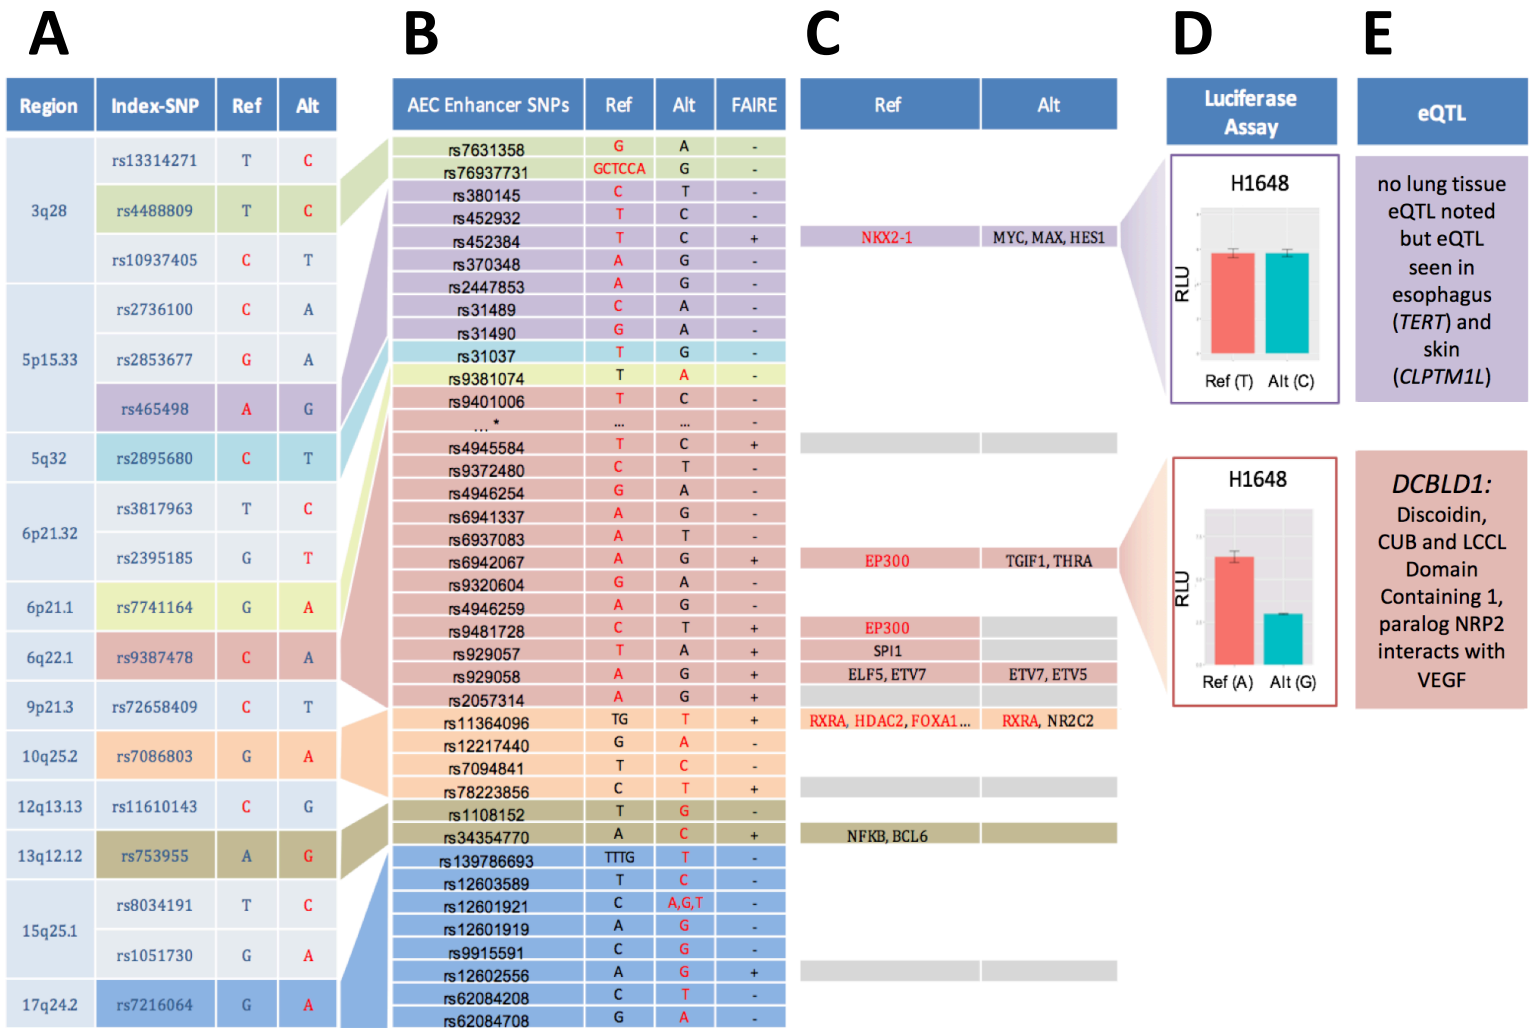 A B C D E
Region Index-SNP Ref Alt
3q28
rs13314271 T C
rs4488809 T C
rs10937405 C T
5p15.33
rs2736100 C A
rs2853677 G A
rs465498 A G
5q32 rs2895680 C T
6p21.32
rs3817963 T C
rs2395185 G T
6p21.1 rs7741164 G A
6q22.1 rs9387478 C A
9p21.3 rs72658409 C T
10q25.2 rs7086803 G A
12q13.13 rs11610143 C G
13q12.12 rs753955 A G
15q25.1
rs8034191 T C
rs1051730 G A
17q24.2 rs7216064 G A
AEC Enhancer SNPs Ref Alt FAIRE
rs7631358 G A -
rs76937731 GCTCCA G -
rs380145 C T -
rs452932 T C -
rs452384 T C +
rs370348 A G -
rs2447853 A G -
rs31489 C A -
rs31490 G A -
rs31037 T G -
rs9381074 T A -
rs9401006 T C -
... * ... ... -
rs4945584 T C +
rs9372480 C T -
rs4946254 G A -
rs6941337 A G -
rs6937083 A T -
rs6942067 A G +
rs9320604 G A -
rs4946259 A G -
rs9481728 C T +
rs929057 T A +
rs929058 A G +
rs2057314 A G +
rs11364096 TG T +
rs12217440 G A -
rs7094841 T C -
rs78223856 C T +
rs1108152 T G -
rs34354770 A C +
rs139786693 TTTG T -
rs12603589 T C -
rs12601921 C A,G,T -
rs12601919 A G -
rs9915591 C G -
rs12602556 A G +
rs62084208 C T -
rs62084708 G A -
Ref Alt
NKX2-1 MYC, MAX, HES1
EP300 TGIF1, THRA
EP300
SPI1
ELF5, ETV7 ETV7, ETV5
RXRA, HDAC2, FOXA1... RXRA, NR2C2
NFKB, BCL6
Luciferase
Assay
H1648
RLU
Ref (T) Alt (C)
H1648
RLU
Ref (A) Alt (G)
eQTL
no lung tissue
eQTL noted
but eQTL
seen in
esophagus
(TERT) and
skin
(CLPTM1L)
DCBLD1:
Discoidin,
CUB and LCCL
Domain
Containing 1,
paralog NRP2
interacts with
VEGF